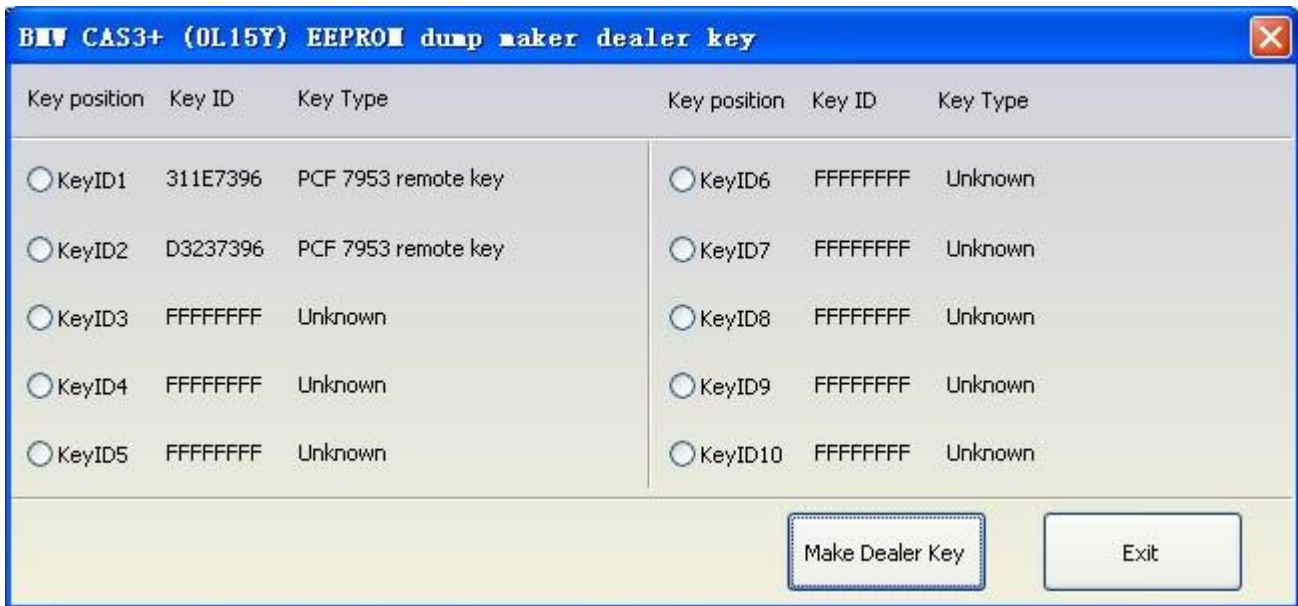 BMW CAS3+ (0L15Y) EEPROM dump maker dealer key
Key position Key ID Key Type Key position Key ID Key Type
KeyID1 311E7396 PCF 7953 remote key KeyID6 FFFFFFFF Unknown
KeyID2 D3237396 PCF 7953 remote key KeyID7 FFFFFFFF Unknown
KeyID3 FFFFFFFF Unknown KeyID8 FFFFFFFF Unknown
KeyID4 FFFFFFFF Unknown KeyID9 FFFFFFFF Unknown
KeyID5 FFFFFFFF Unknown KeyID10 FFFFFFFF Unknown
Make Dealer Key Exit